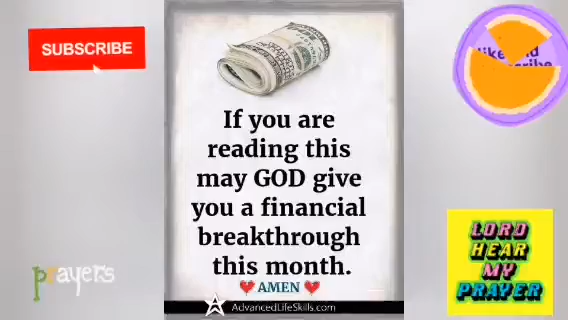 SUBSCRIBE
If you are
reading this
may GOD give
you a financial
breakthrough
this month.
AMEN
AdvancedLifeSkills.com
prayers
LORD
HEAR
MY
PRAYER